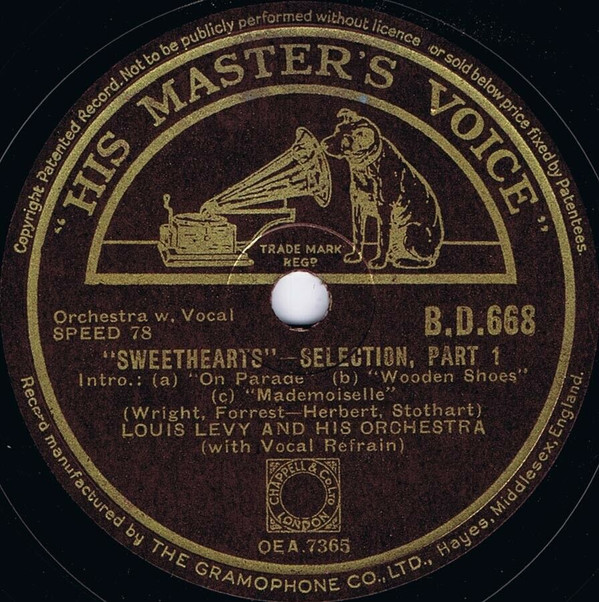 Copyright Patented Record. Not to be publicly performed without licence or sold below price fixed by Patentees.
"HIS MASTER'S VOICE"
TRADE MARK
REGD
Orchestra w. Vocal
SPEED 78
B.D.668
"SWEETHEARTS"—SELECTION, PART 1
Intro.: (a) "On Parade" (b) "Wooden Shoes"
(c) "Mademoiselle"
(Wright, Forrest—Herbert, Stothart)
LOUIS LEVY AND HIS ORCHESTRA
(with Vocal Refrain)
CHAPPELL & Co Ltd
LONDON
OEA.7365
Record manufactured by THE GRAMOPHONE CO., LTD., Hayes, Middlesex, England.